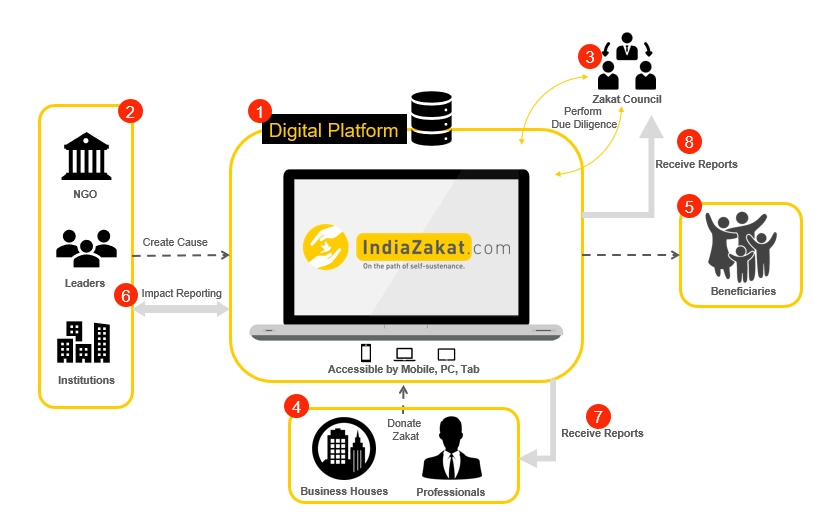 1
Digital Platform
2
NGO
Leaders
Institutions
Create Cause
6
Impact Reporting
IndiaZakat.com
On the path of self-sustenance.
Accessible by Mobile, PC, Tab
3
Zakat Council
Perform
Due Diligence
8
Receive Reports
5
Beneficiaries
4
Donate
Zakat
Business Houses
Professionals
7
Receive Reports